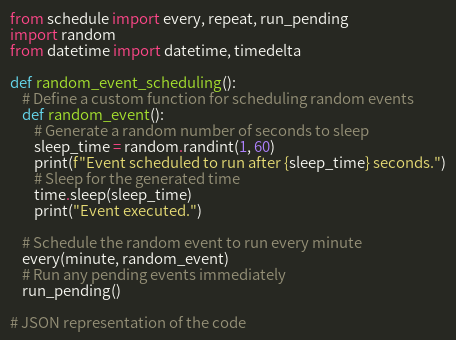 from schedule import every, repeat, run_pending
import random
from datetime import datetime, timedelta

def random_event_scheduling():
    # Define a custom function for scheduling random events
    def random_event():
        # Generate a random number of seconds to sleep
        sleep_time = random.randint(1, 60)
        print(f"Event scheduled to run after {sleep_time} seconds.")
        # Sleep for the generated time
        time.sleep(sleep_time)
        print("Event executed.")

    # Schedule the random event to run every minute
    every(minute, random_event)
    # Run any pending events immediately
    run_pending()

# JSON representation of the code